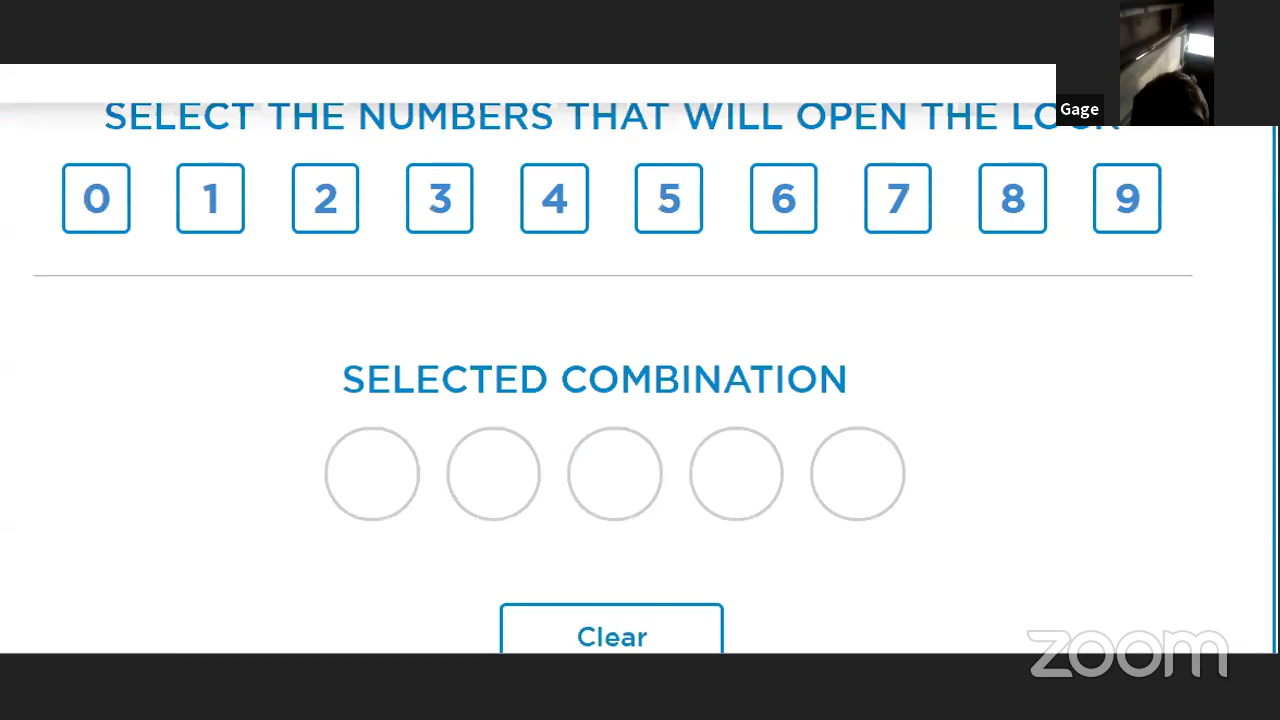 SELECT THE NUMBERS THAT WILL OPEN THE LOCK
Gage
0 1 2 3 4 5 6 7 8 9
SELECTED COMBINATION
Clear
zoom